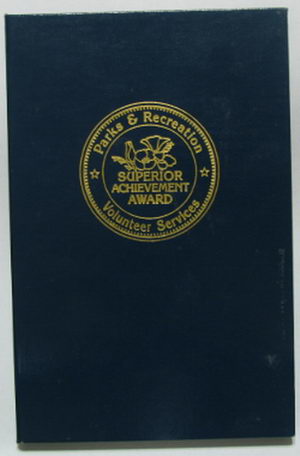 Parks & Recreation
SUPERIOR
ACHIEVEMENT
AWARD
Volunteer Services